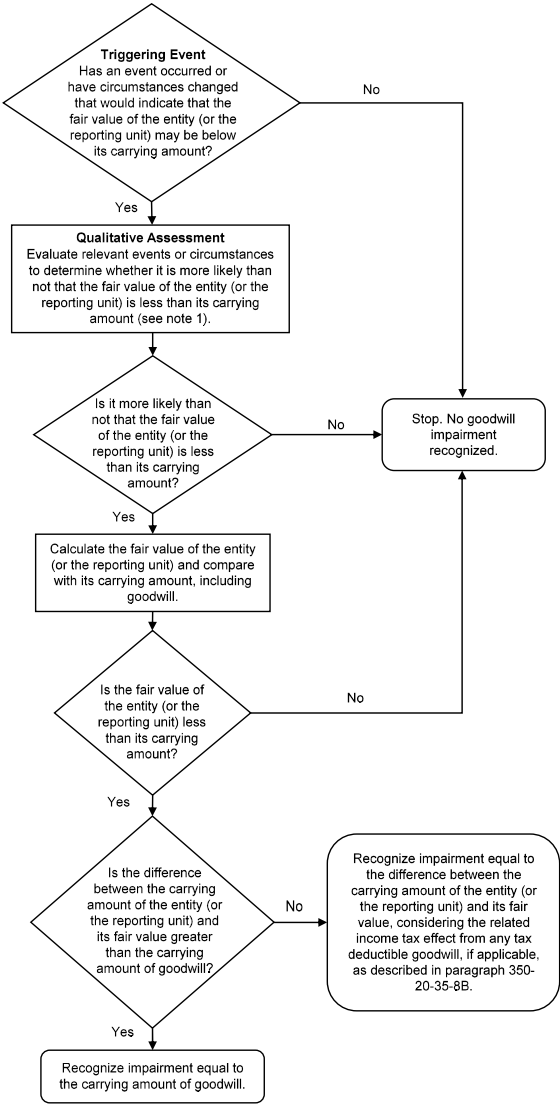 Triggering Event
Has an event occurred or
have circumstances changed
that would indicate that the
fair value of the entity (or the
reporting unit) may be below
its carrying amount?
No
Yes
Qualitative Assessment
Evaluate relevant events or circumstances
to determine whether it is more likely than
not that the fair value of the entity (or the
reporting unit) is less than its carrying
amount (see note 1).
Is it more likely than
not that the fair value
of the entity (or the
reporting unit) is less
than its carrying
amount?
No
Stop. No goodwill
impairment
recognized.
Yes
Calculate the fair value of the entity
(or the reporting unit) and compare
with its carrying amount, including
goodwill.
Is the fair value of
the entity (or the
reporting unit) less
than its carrying
amount?
No
Yes
Is the difference
between the carrying
amount of the entity (or
the reporting unit) and
its fair value greater
than the carrying
amount of goodwill?
No
Recognize impairment equal to
the difference between the
carrying amount of the entity (or
the reporting unit) and its fair
value, considering the related
income tax effect from any tax
deductible goodwill, if applicable,
as described in paragraph 350-
20-35-8B.
Yes
Recognize impairment equal to
the carrying amount of goodwill.